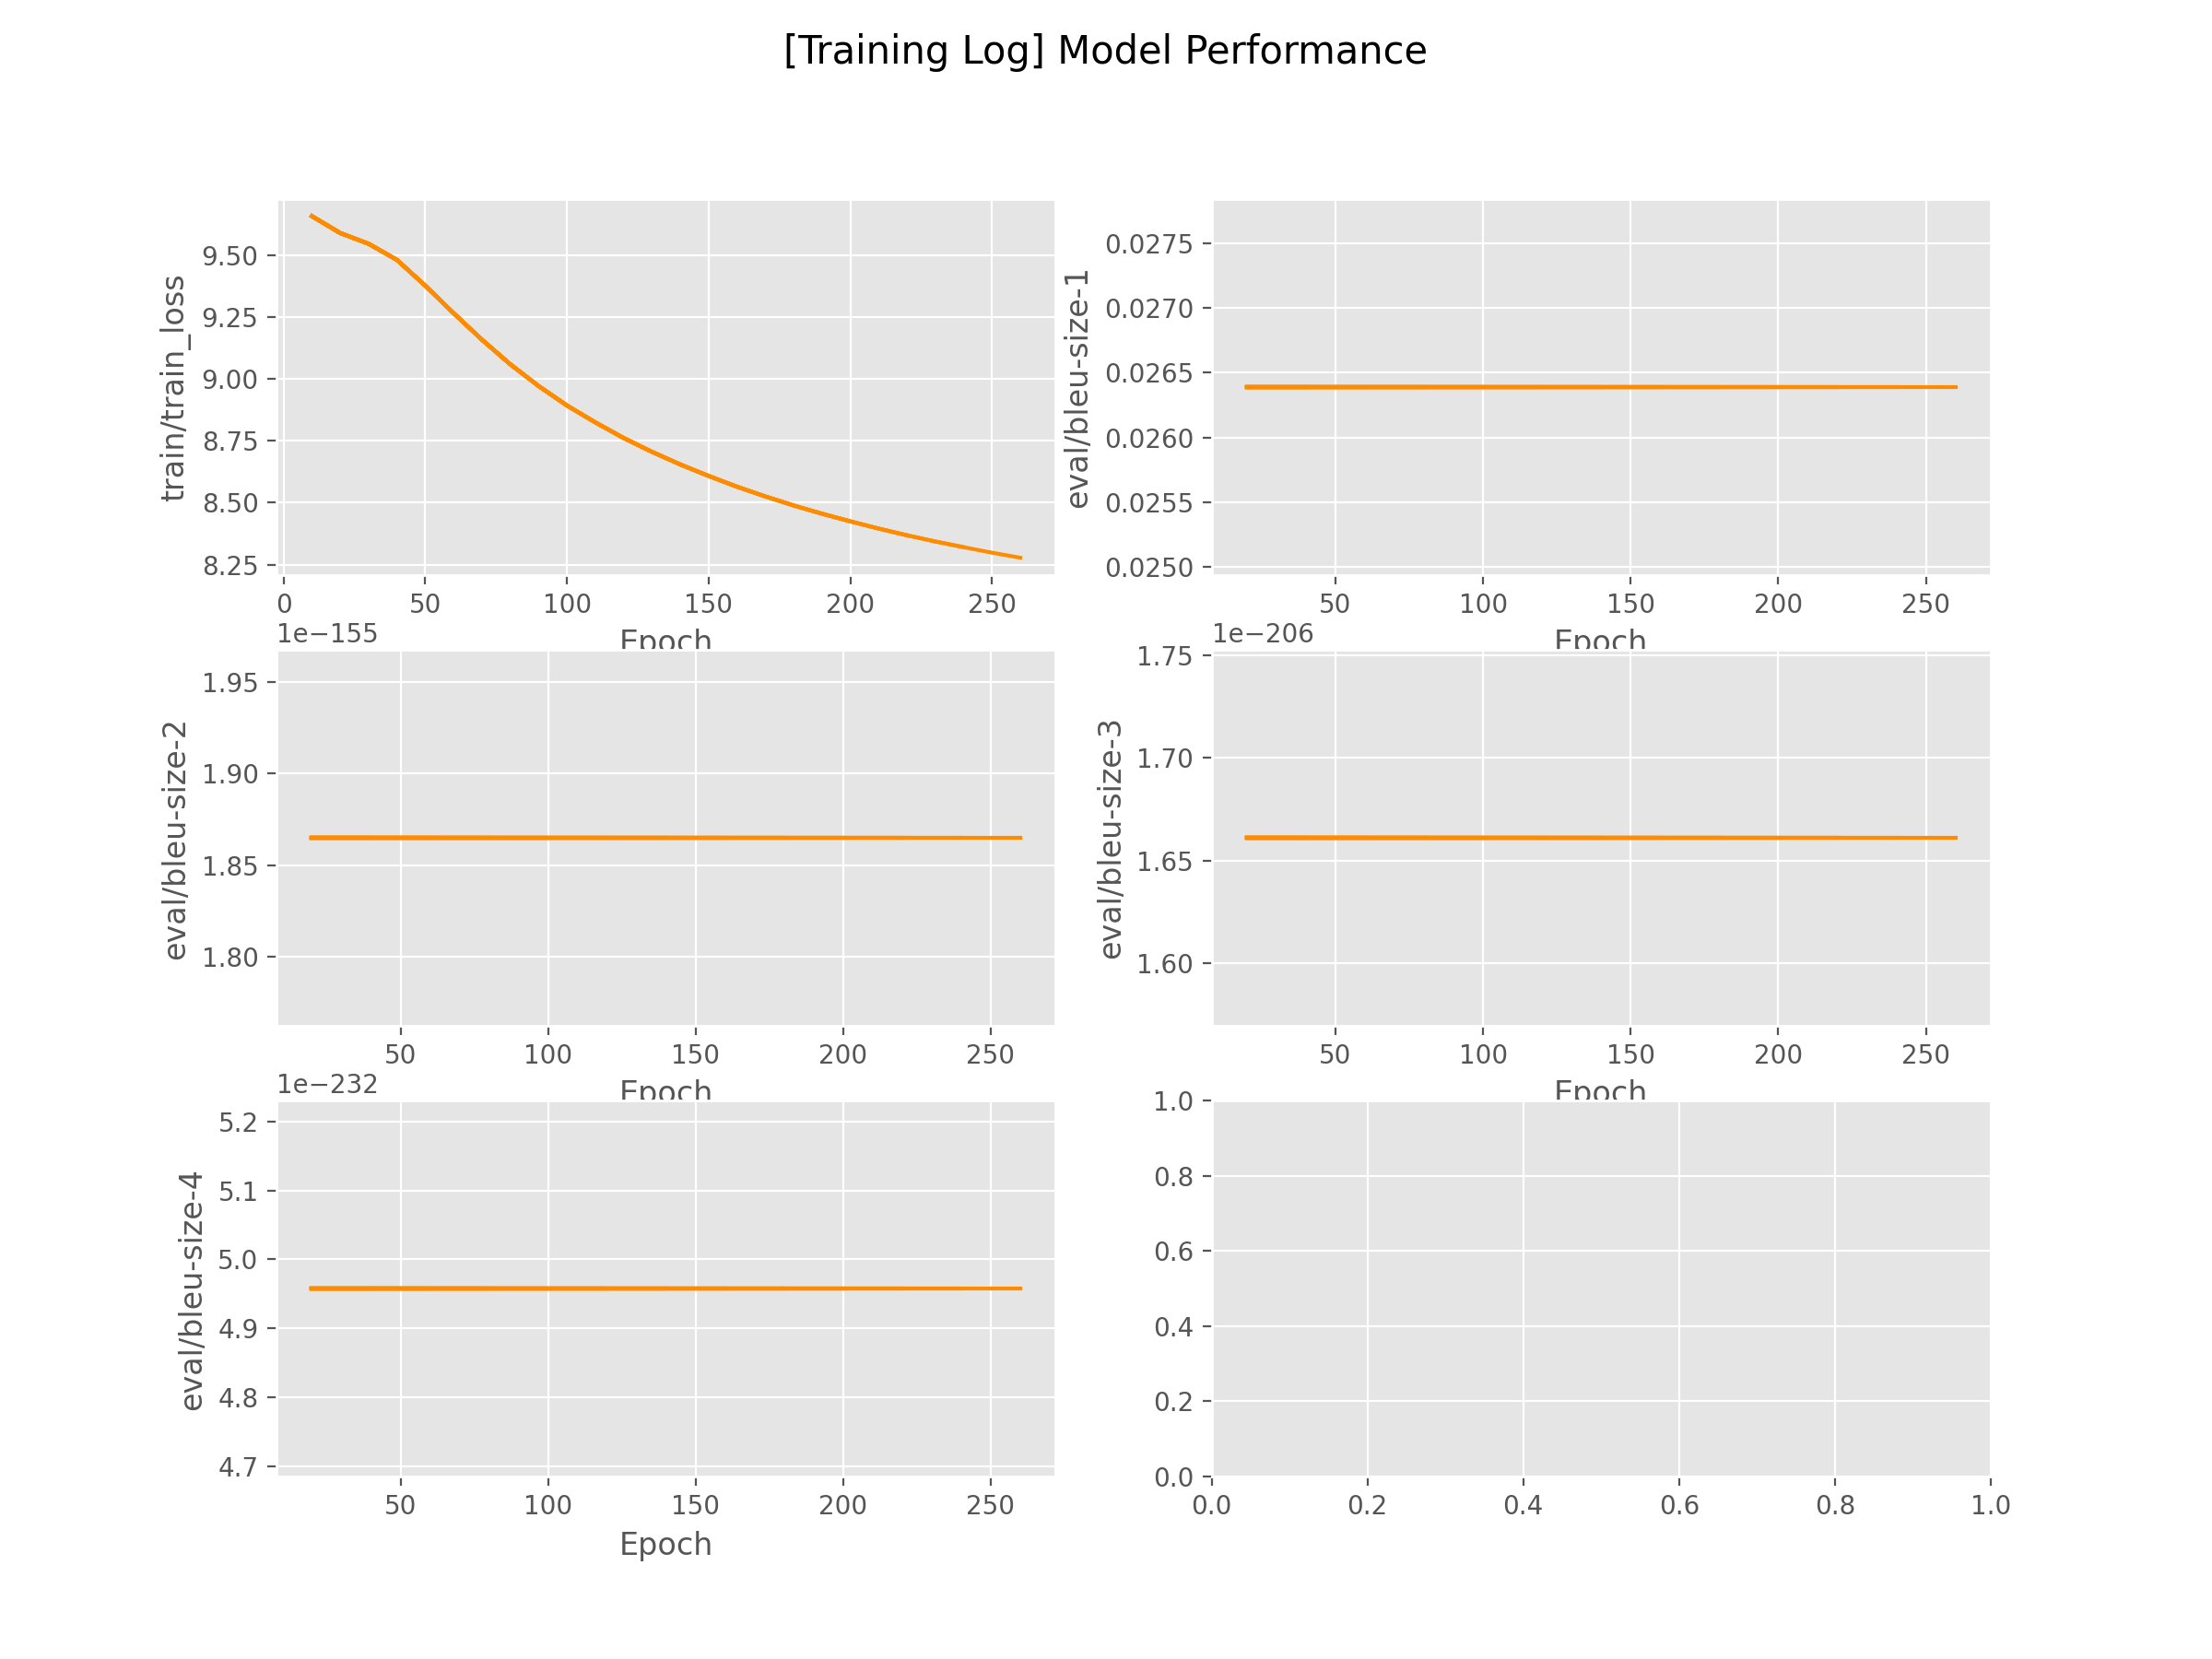 [Training Log] Model Performance
train/train_loss
9.50
9.25
9.00
8.75
8.50
8.25
0 50 100 150 200 250
Epoch
eval/bleu-size-1
0.0275
0.0270
0.0265
0.0260
0.0255
0.0250
50 100 150 200 250
Epoch
1e−155
eval/bleu-size-2
1.95
1.90
1.85
1.80
50 100 150 200 250
Epoch
1e−206
eval/bleu-size-3
1.75
1.70
1.65
1.60
50 100 150 200 250
Epoch
1e−232
eval/bleu-size-4
5.2
5.1
5.0
4.9
4.8
4.7
50 100 150 200 250
Epoch
1.0
0.8
0.6
0.4
0.2
0.0
0.0 0.2 0.4 0.6 0.8 1.0